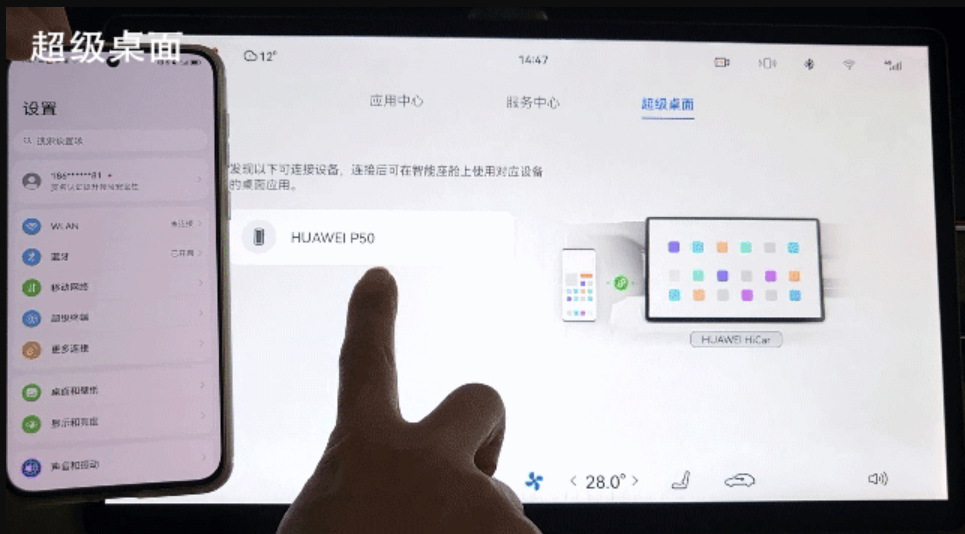 超级桌面
设置
搜索设置项
186******81
WLAN
未连接
蓝牙
已开启
移动网络
超级终端
更多连接
桌面和壁纸
显示和亮度
声音和振动
12°
14:47
应用中心
服务中心
超级桌面
发现以下可连接设备，连接后可在智能座舱上使用对应设备
的桌面应用。
HUAWEI P50
HUAWEI HiCar
< 28.0° >